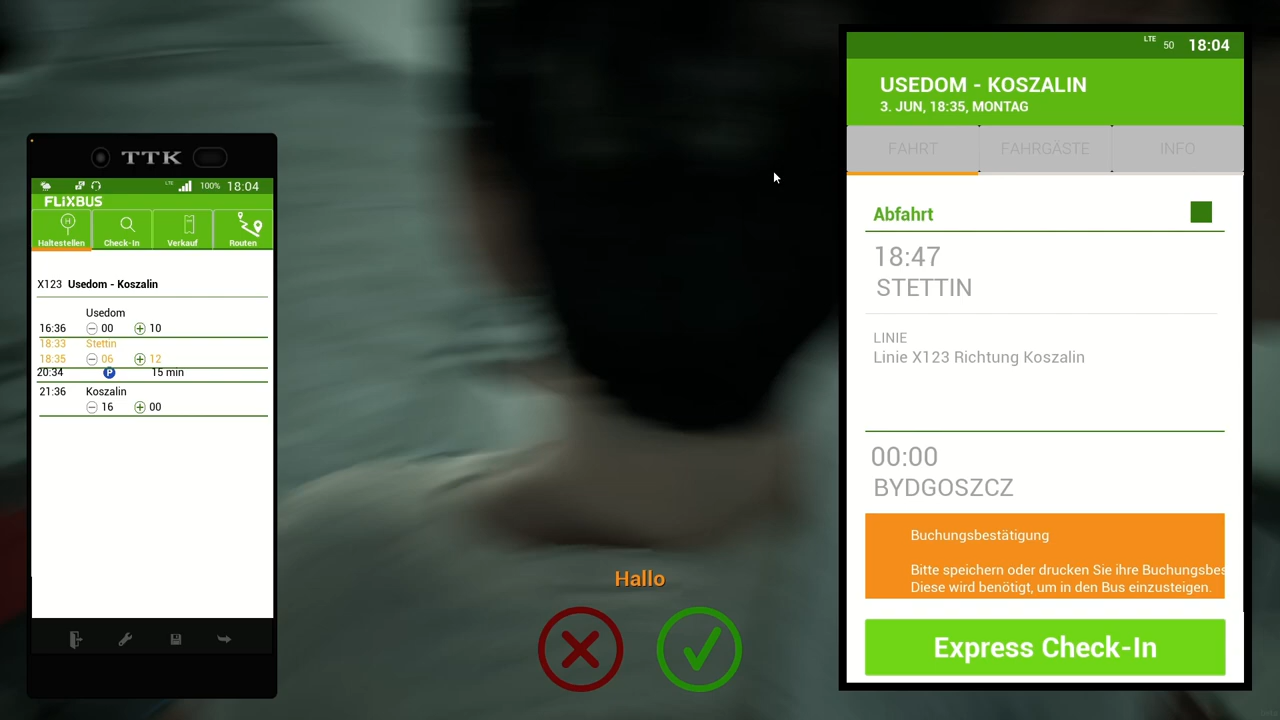 TTK
LTE 100% 18:04
FLiXBUS
Haltestellen Check-In Verkauf Routen
X123 Usedom - Koszalin
Usedom
16:36 00 10
18:33 Stettin
18:35 06 12
20:34 P 15 min
21:36 Koszalin
16 00
Hallo
LTE 50 18:04
USEDOM - KOSZALIN
3. JUN, 18:35, MONTAG
FAHRT FAHRGÄSTE INFO
Abfahrt
18:47
STETTIN
LINIE
Linie X123 Richtung Koszalin
00:00
BYDGOSZCZ
Buchungsbestätigung
Bitte speichern oder drucken Sie ihre Buchungsbes
Diese wird benötigt, um in den Bus einzusteigen.
Express Check-In